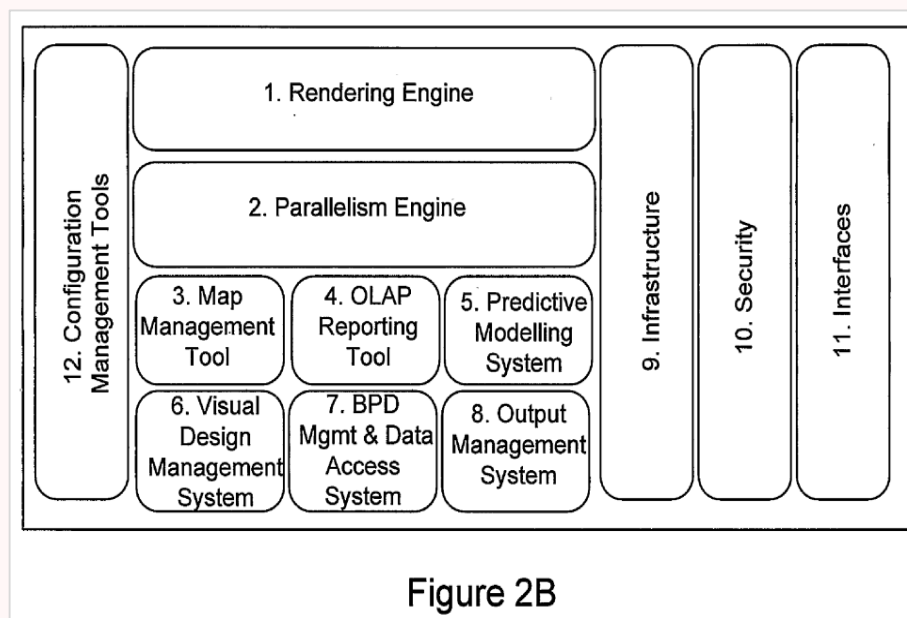 1. Rendering Engine
2. Parallelism Engine
3. Map
Management
Tool
4. OLAP
Reporting
Tool
5. Predictive
Modelling
System
6. Visual
Design
Management
System
7. BPD
Mgmt & Data
Access
System
8. Output
Management
System
9. Infrastructure
10. Security
11. Interfaces
12. Configuration
Management Tools
Figure 2B